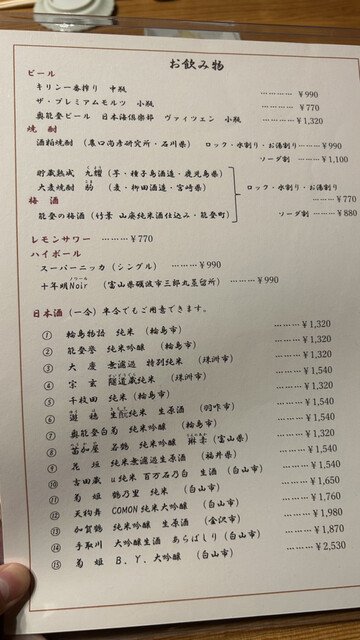 お飲み物
ビール
キリン一番搾り 中瓶 ………… ￥990
ザ・プレミアムモルツ 小瓶 ………… ￥770
奥能登ビール 日本海倶楽部 ヴァイツェン 小瓶 …………￥1,320
焼 酎
酒粕焼酎 (農口尚彦研究所・石川県) ロック・水割り・お湯割り………￥990
ソーダ割 …………￥1,100
貯蔵熟成 九耀 (芋・種子島酒造・鹿児島県)
大麦焼酎 (麦・柳田酒造・宮崎県) ロック・水割り・お湯割り
梅 酒 ………￥770
能登の梅酒 (竹葉 山廃純米酒仕込み・能登町) ソーダ割 ………￥880
レモンサワー ………￥770
ハイボール
スーパーニッカ (シングル) ………￥990
十年明Noir (富山県礪波市三郎丸蒸留所) ………￥990
日本酒 (一合) 半合でもご用意できます。
① 輪島物語 純米 (輪島市) ………￥1,320
② 能登誉 純米吟醸 (輪島市) ………￥1,320
③ 大慶 無濾過 特別純米 (珠洲市) ………￥1,320
④ 宗玄 隧道蔵純米 (珠洲市) ………￥1,540
⑤ 千枚田 純米 (輪島市) ………￥1,320
⑥ 遊穂 生酛純米 生原酒 (羽咋市) ………￥1,540
⑦ 奥能登白菊 純米吟醸 (輪島市) ………￥1,540
⑧ 苗加屋 若鶴 純米吟醸 琳赤 (富山県) ………￥1,320
⑨ 花垣 純米無濾過生原酒 (福井県) ………￥1,540
⑩ 吉田蔵 u純米 百万石乃白 生酒 (白山市) ………￥1,540
⑪ 菊姫 鶴乃里 純米 (白山市) ………￥1,650
⑫ 天狗舞 COMON 純米大吟醸 (白山市) ………￥1,760
⑬ 加賀鶴 純米吟醸 生原酒 (金沢市) ………￥1,980
⑭ 手取川 大吟醸生酒 あらばしり (白山市) ………￥1,870
⑮ 菊姫 B.Y.大吟醸 (白山市) ………￥2,530